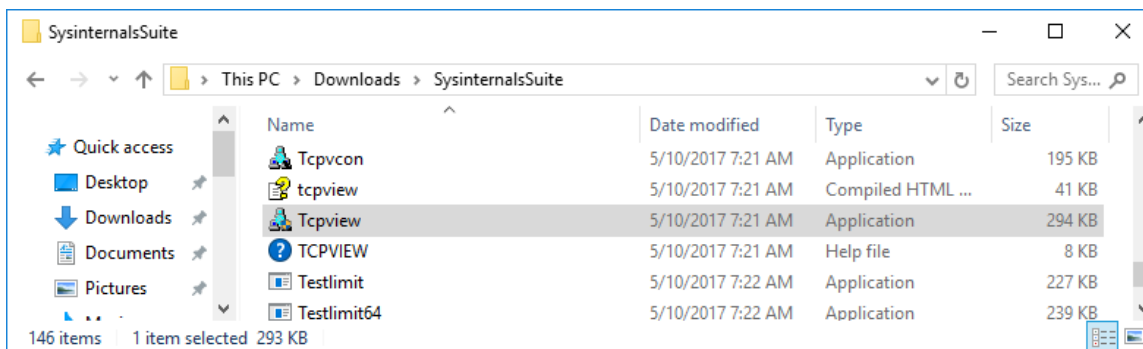 SysinternalsSuite
This PC > Downloads > SysinternalsSuite Search Sys...
Name Date modified Type Size
Quick access
Desktop
Downloads
Documents
Pictures
Tcpvcon 5/10/2017 7:21 AM Application 195 KB
tcpview 5/10/2017 7:21 AM Compiled HTML ... 41 KB
Tcpview 5/10/2017 7:21 AM Application 294 KB
TCPVIEW 5/10/2017 7:21 AM Help file 8 KB
Testlimit 5/10/2017 7:22 AM Application 227 KB
Testlimit64 5/10/2017 7:22 AM Application 239 KB
146 items 1 item selected 293 KB